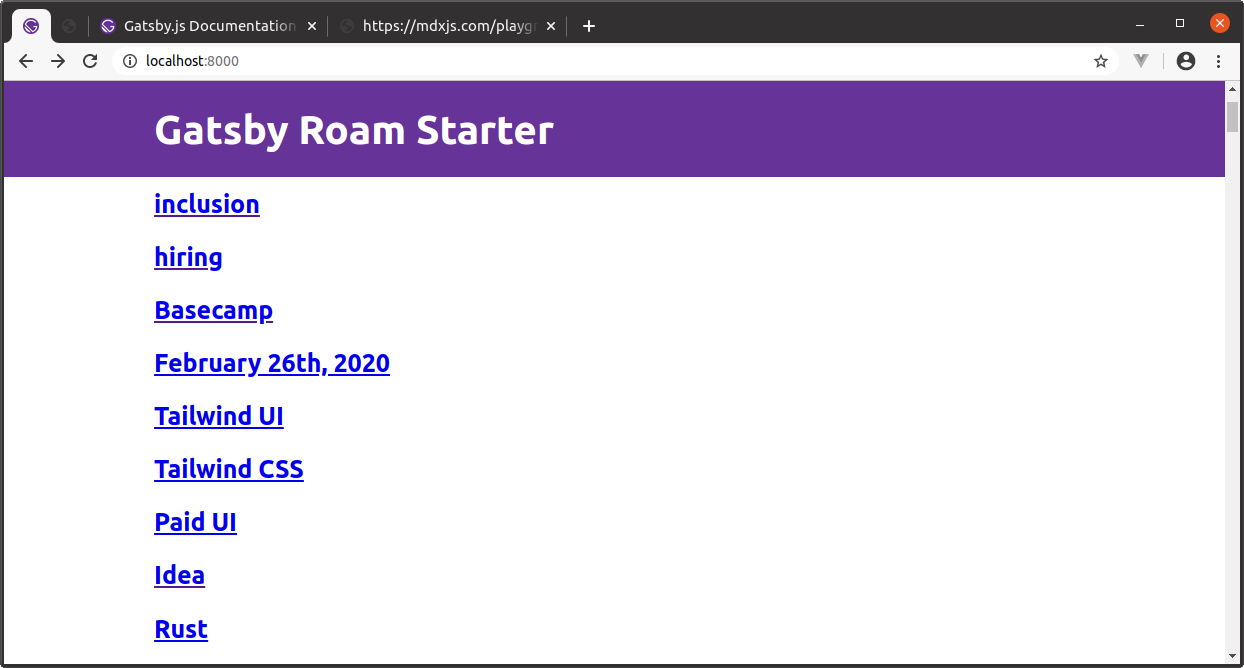 Gatsby.js Documentation
https://mdxjs.com/playgr
localhost:8000
Gatsby Roam Starter
inclusion
hiring
Basecamp
February 26th, 2020
Tailwind UI
Tailwind CSS
Paid UI
Idea
Rust